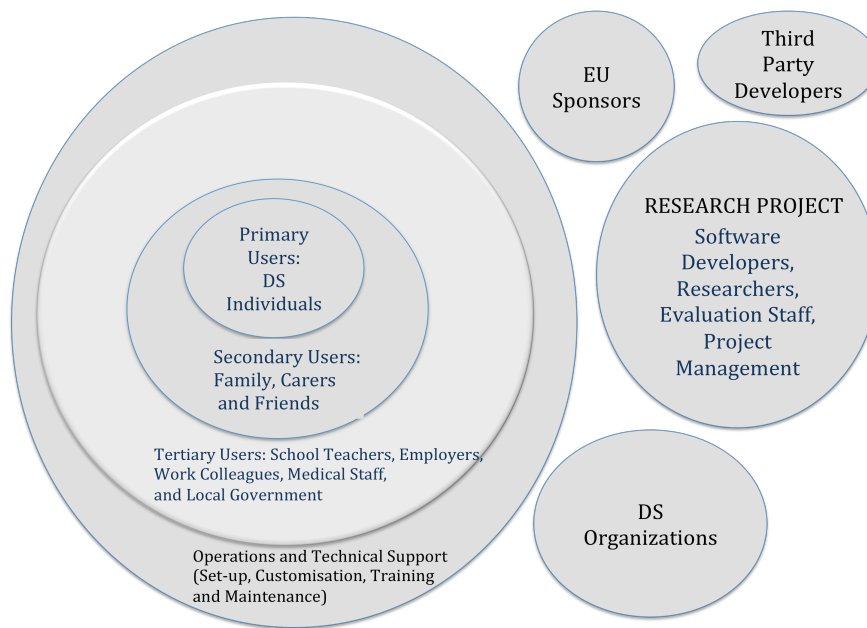 Primary
Users:
DS
Individuals
Secondary Users:
Family, Carers
and Friends
Tertiary Users: School Teachers, Employers,
Work Colleagues, Medical Staff,
and Local Government
Operations and Technical Support
(Set-up, Customisation, Training
and Maintenance)
EU
Sponsors
Third
Party
Developers
RESEARCH PROJECT
Software
Developers,
Researchers,
Evaluation Staff,
Project
Management
DS
Organizations